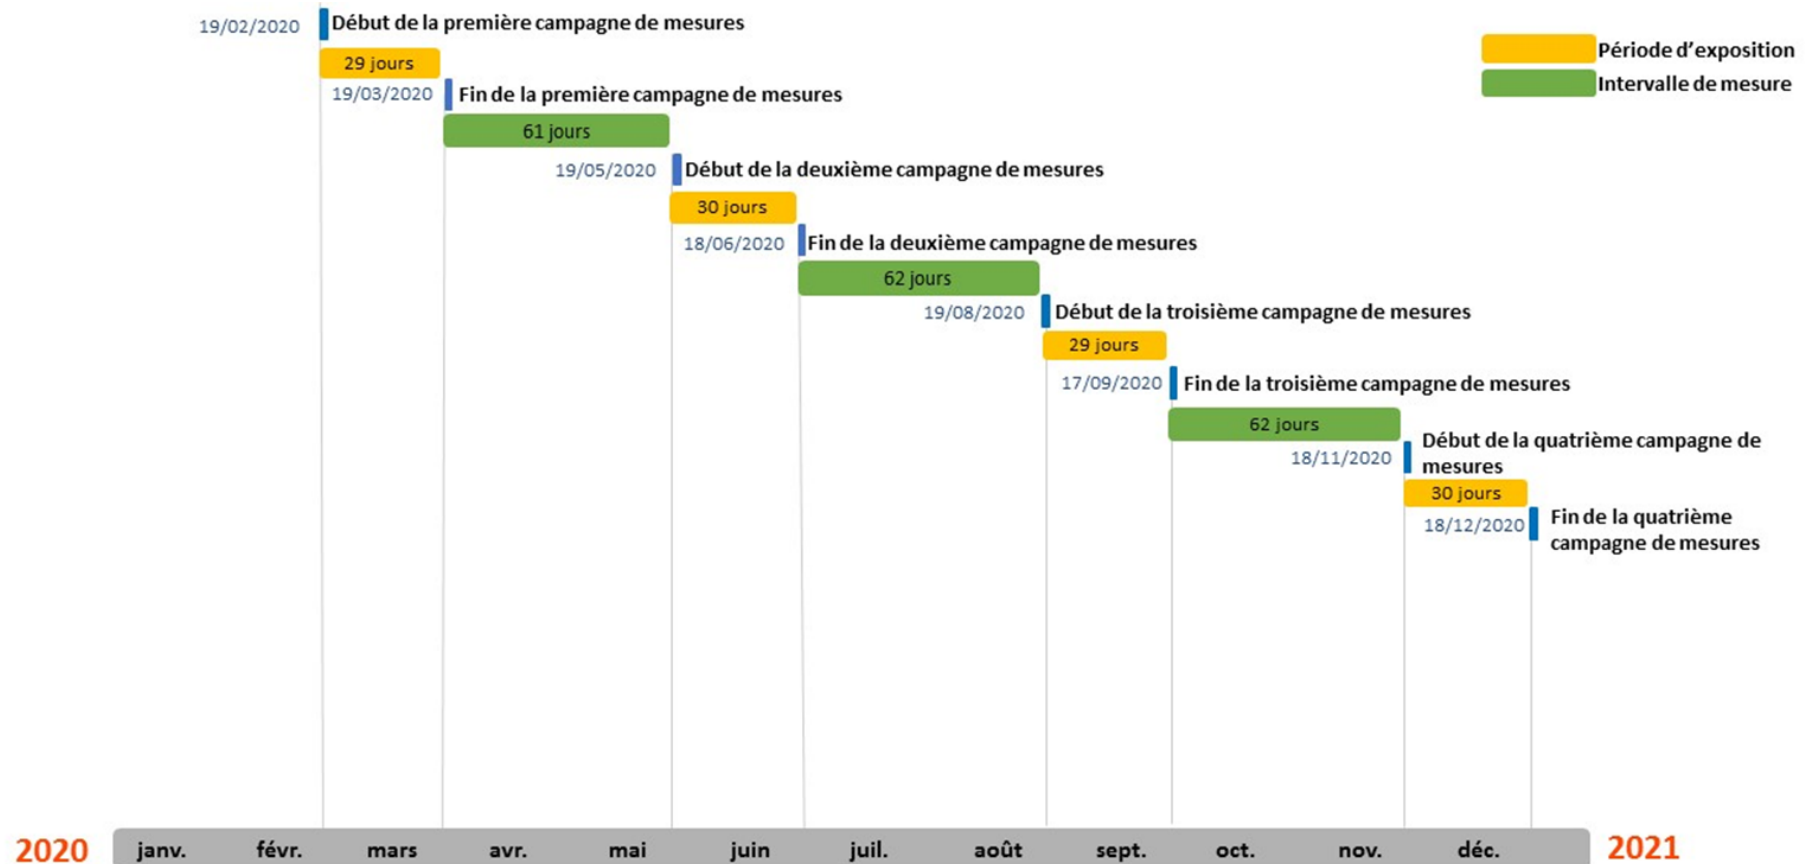 19/02/2020 Début de la première campagne de mesures
Période d'exposition
29 jours
Intervalle de mesure
19/03/2020 Fin de la première campagne de mesures
61 jours
19/05/2020 Début de la deuxième campagne de mesures
30 jours
18/06/2020 Fin de la deuxième campagne de mesures
62 jours
19/08/2020 Début de la troisième campagne de mesures
29 jours
17/09/2020 Fin de la troisième campagne de mesures
62 jours
18/11/2020 Début de la quatrième campagne de
mesures
30 jours
18/12/2020 Fin de la quatrième
campagne de mesures
2020 janv. févr. mars avr. mai juin juil. août sept. oct. nov. déc. 2021